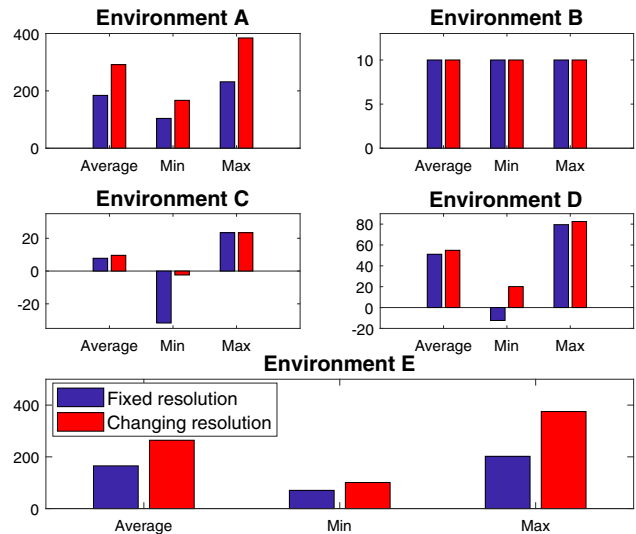 Environment A
400
200
0
Average Min Max
Environment B
10
5
0
Average Min Max
Environment C
20
0
-20
Average Min Max
Environment D
80
60
40
20
0
-20
Average Min Max
Environment E
400
200
0
Fixed resolution
Changing resolution
Average Min Max